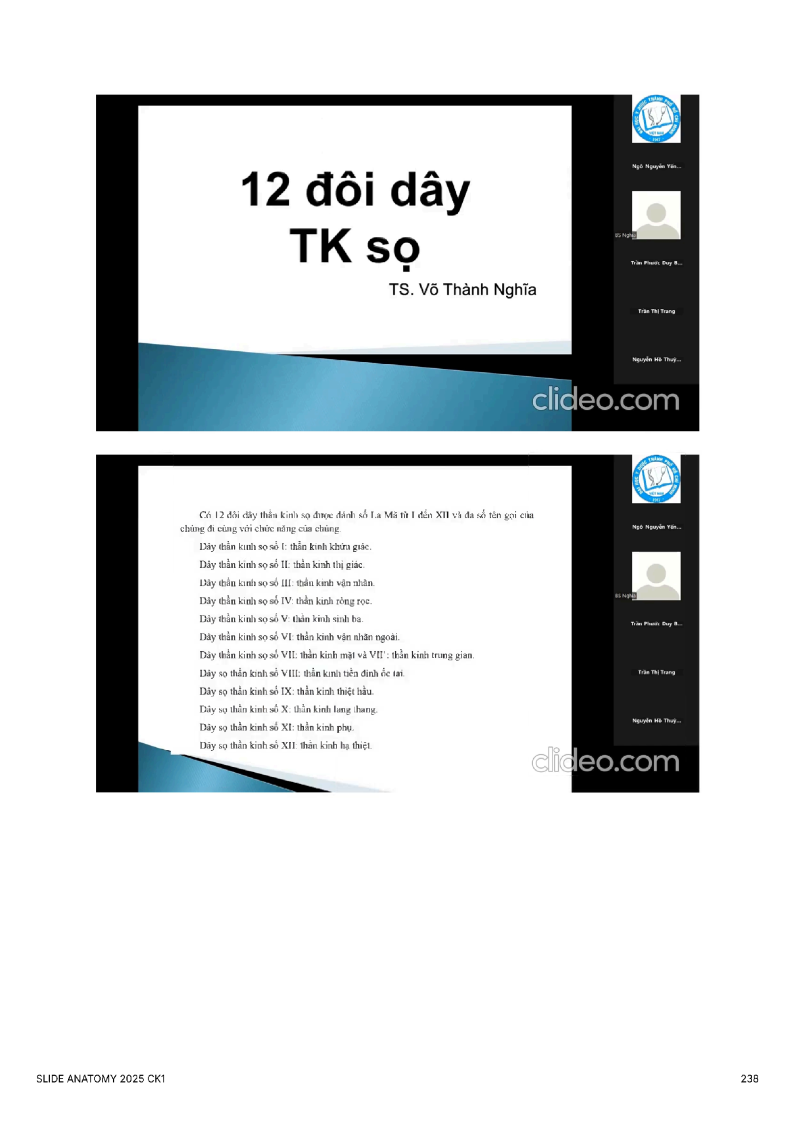 12 đôi dây
TK sọ
TS. Võ Thành Nghĩa
Ngô Nguyễn Yến...
BS Nghĩa
Trần Phước Duy B...
Trần Thị Trang
Nguyễn Hồ Thuỳ...
clideo.com
Có 12 đôi dây thần kinh sọ được đánh số La Mã từ I đến XII và đa số tên gọi của
chúng đi cùng với chức năng của chúng.
Dây thần kinh sọ số I: thần kinh khứu giác.
Dây thần kinh sọ số II: thần kinh thị giác.
Dây thần kinh sọ số III: thần kinh vận nhãn.
Dây thần kinh sọ số IV: thần kinh ròng rọc.
Dây thần kinh sọ số V: thần kinh sinh ba.
Dây thần kinh sọ số VI: thần kinh vận nhãn ngoài.
Dây thần kinh sọ số VII: thần kinh mặt và VII': thần kinh trung gian.
Dây sọ thần kinh số VIII: thần kinh tiền đình ốc tai.
Dây sọ thần kinh số IX: thần kinh thiệt hầu.
Dây sọ thần kinh số X: thần kinh lang thang.
Dây sọ thần kinh số XI: thần kinh phụ.
Dây sọ thần kinh số XII: thần kinh hạ thiệt.
Ngô Nguyễn Yến...
BS Nghĩa
Trần Phước Duy B...
Trần Thị Trang
Nguyễn Hồ Thuỳ...
clideo.com
SLIDE ANATOMY 2025 CK1
238